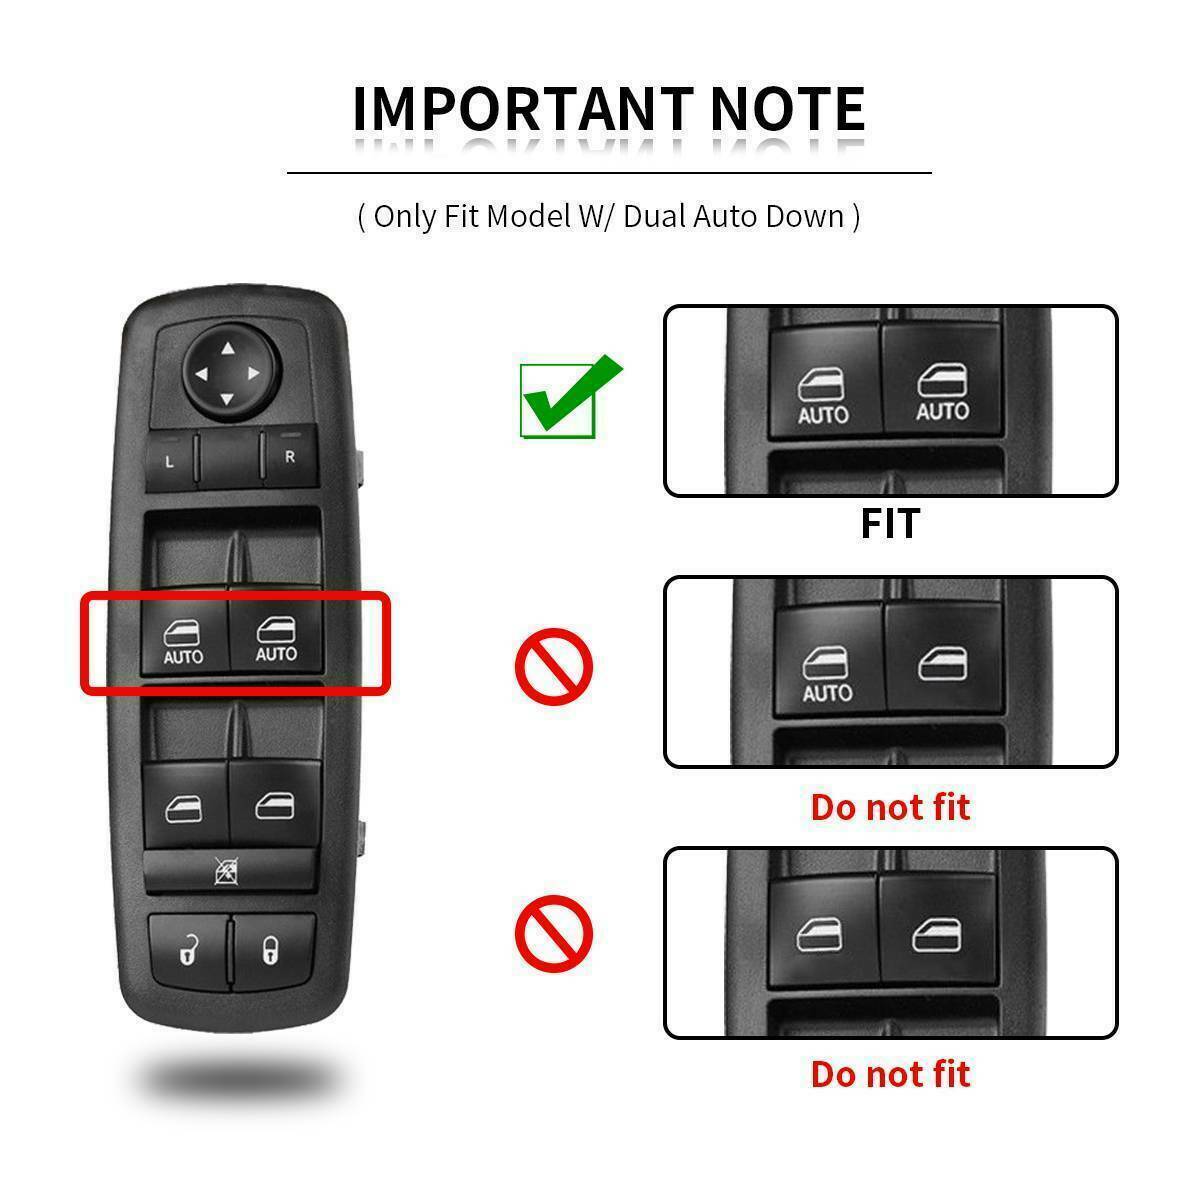 IMPORTANT NOTE
( Only Fit Model W/ Dual Auto Down )
L R
AUTO AUTO
AUTO AUTO
FIT
AUTO
Do not fit
Do not fit